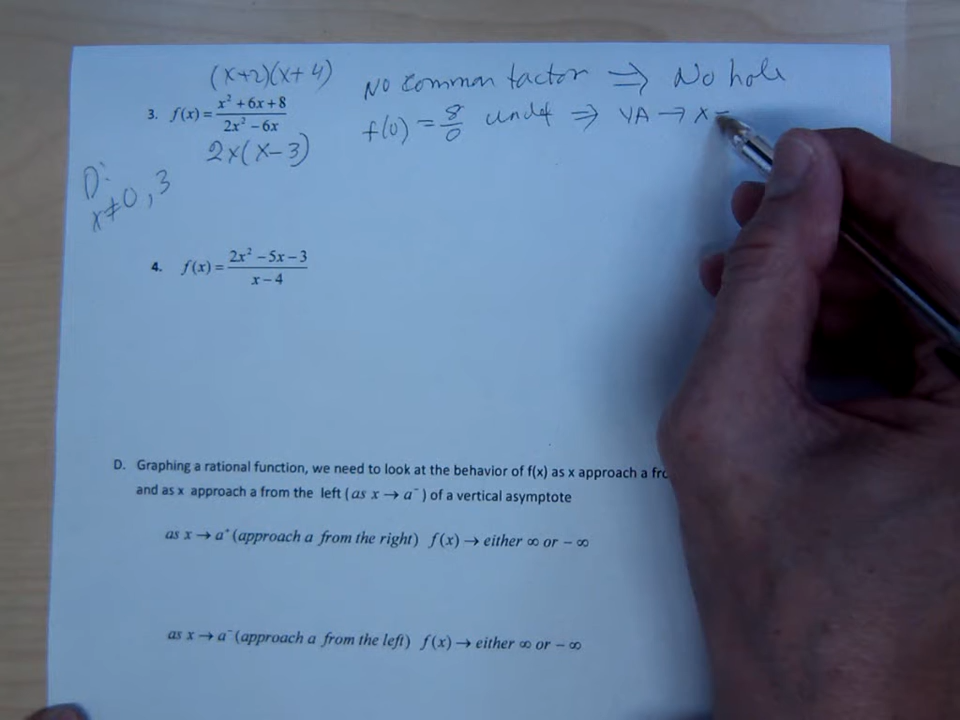 (x+2)(x+4)
No common factor ⇒ No hole
3. f(x) = (x² + 6x + 8)/(2x² − 6x)
f(0) = 8/0 undef ⇒ VA → x =
2x(x−3)
D:
x≠0, 3
4. f(x) = (2x² − 5x − 3)/(x − 4)
D. Graphing a rational function, we need to look at the behavior of f(x) as x approach a
and as x approach a from the left (as x → a⁻) of a vertical asymptote
as x → a⁺ (approach a from the right) f(x) → either ∞ or − ∞
as x → a⁻ (approach a from the left) f(x) → either ∞ or − ∞